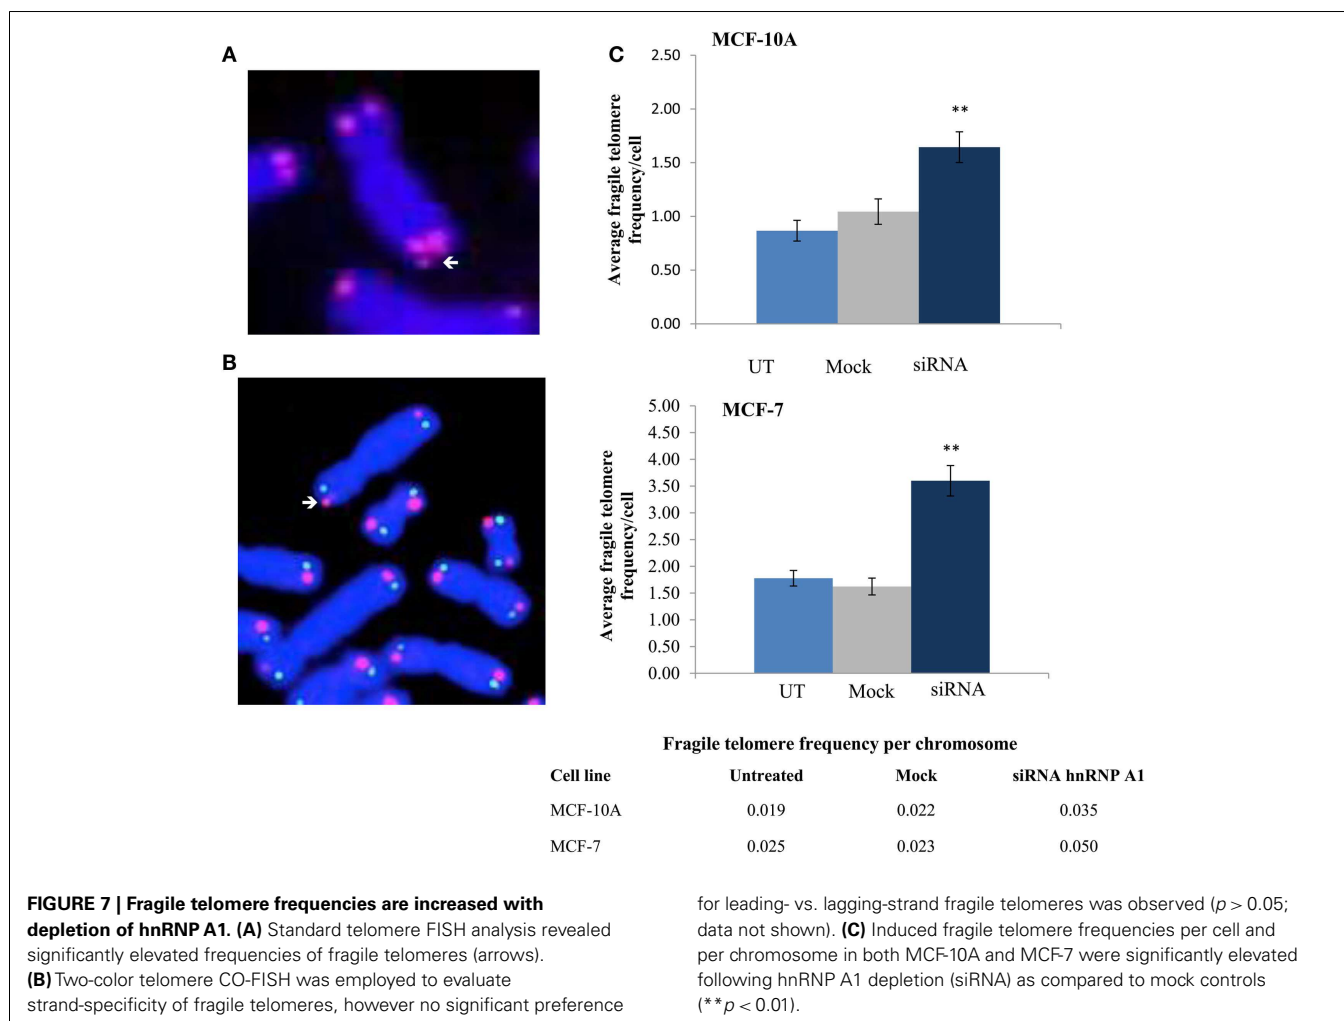 A
B
C
MCF-10A
Average fragile telomere
frequency/cell
2.50
2.00
1.50
1.00
0.50
0.00
**
UT Mock siRNA
MCF-7
Average fragile telomere
frequency/cell
5.00
4.50
4.00
3.50
3.00
2.50
2.00
1.50
1.00
0.50
0.00
**
UT Mock siRNA
Fragile telomere frequency per chromosome
Cell line Untreated Mock siRNA hnRNP A1
MCF-10A 0.019 0.022 0.035
MCF-7 0.025 0.023 0.050
FIGURE 7 | Fragile telomere frequencies are increased with
depletion of hnRNP A1. (A) Standard telomere FISH analysis revealed
significantly elevated frequencies of fragile telomeres (arrows).
(B) Two-color telomere CO-FISH was employed to evaluate
strand-specificity of fragile telomeres, however no significant preference
for leading- vs. lagging-strand fragile telomeres was observed (p > 0.05;
data not shown). (C) Induced fragile telomere frequencies per cell and
per chromosome in both MCF-10A and MCF-7 were significantly elevated
following hnRNP A1 depletion (siRNA) as compared to mock controls
(**p < 0.01).